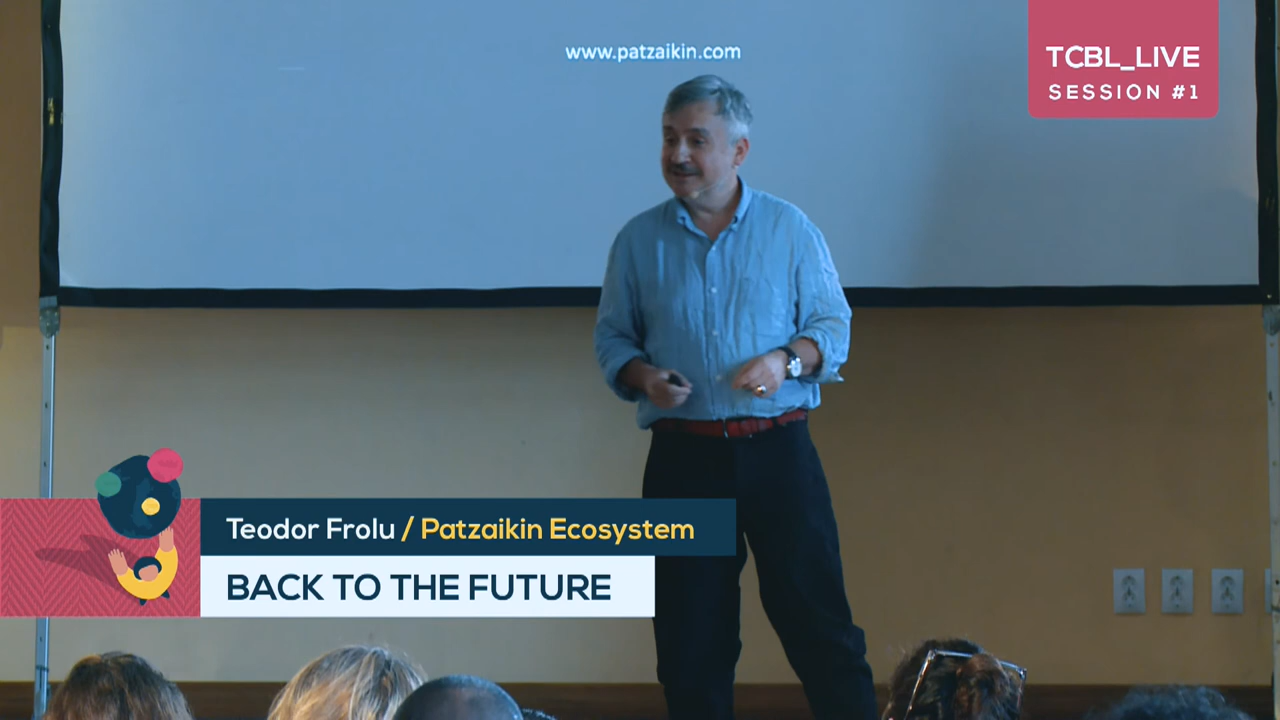 www.patzaikin.com
TCBL_LIVE
SESSION #1
Teodor Frolu / Patzaikin Ecosystem
BACK TO THE FUTURE